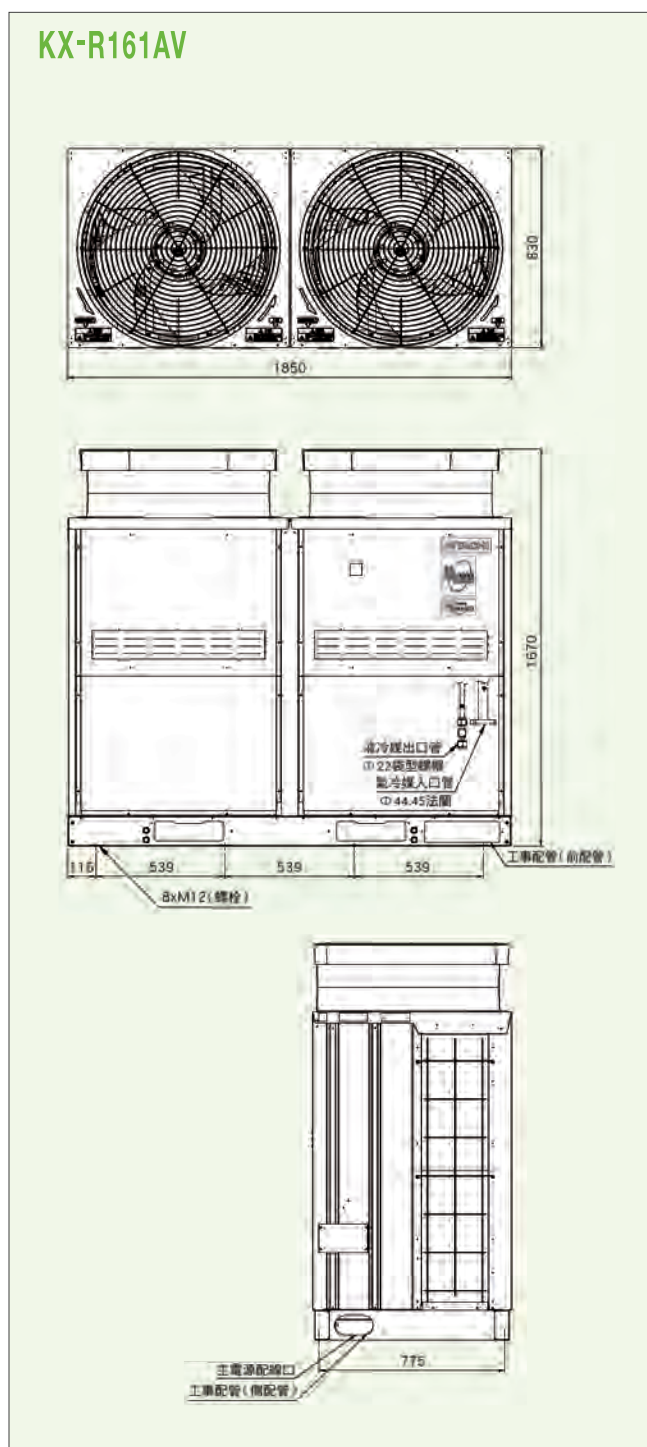 KX-R161AV
830
1850
HITACHI
1670
液冷媒出口管
Φ22袋型螺帽
氣冷媒入口管
Φ44.45法蘭
工事配管(前配管)
116
539
539
539
8xM12(螺栓)
775
主電源配線口
工事配管(側配管)